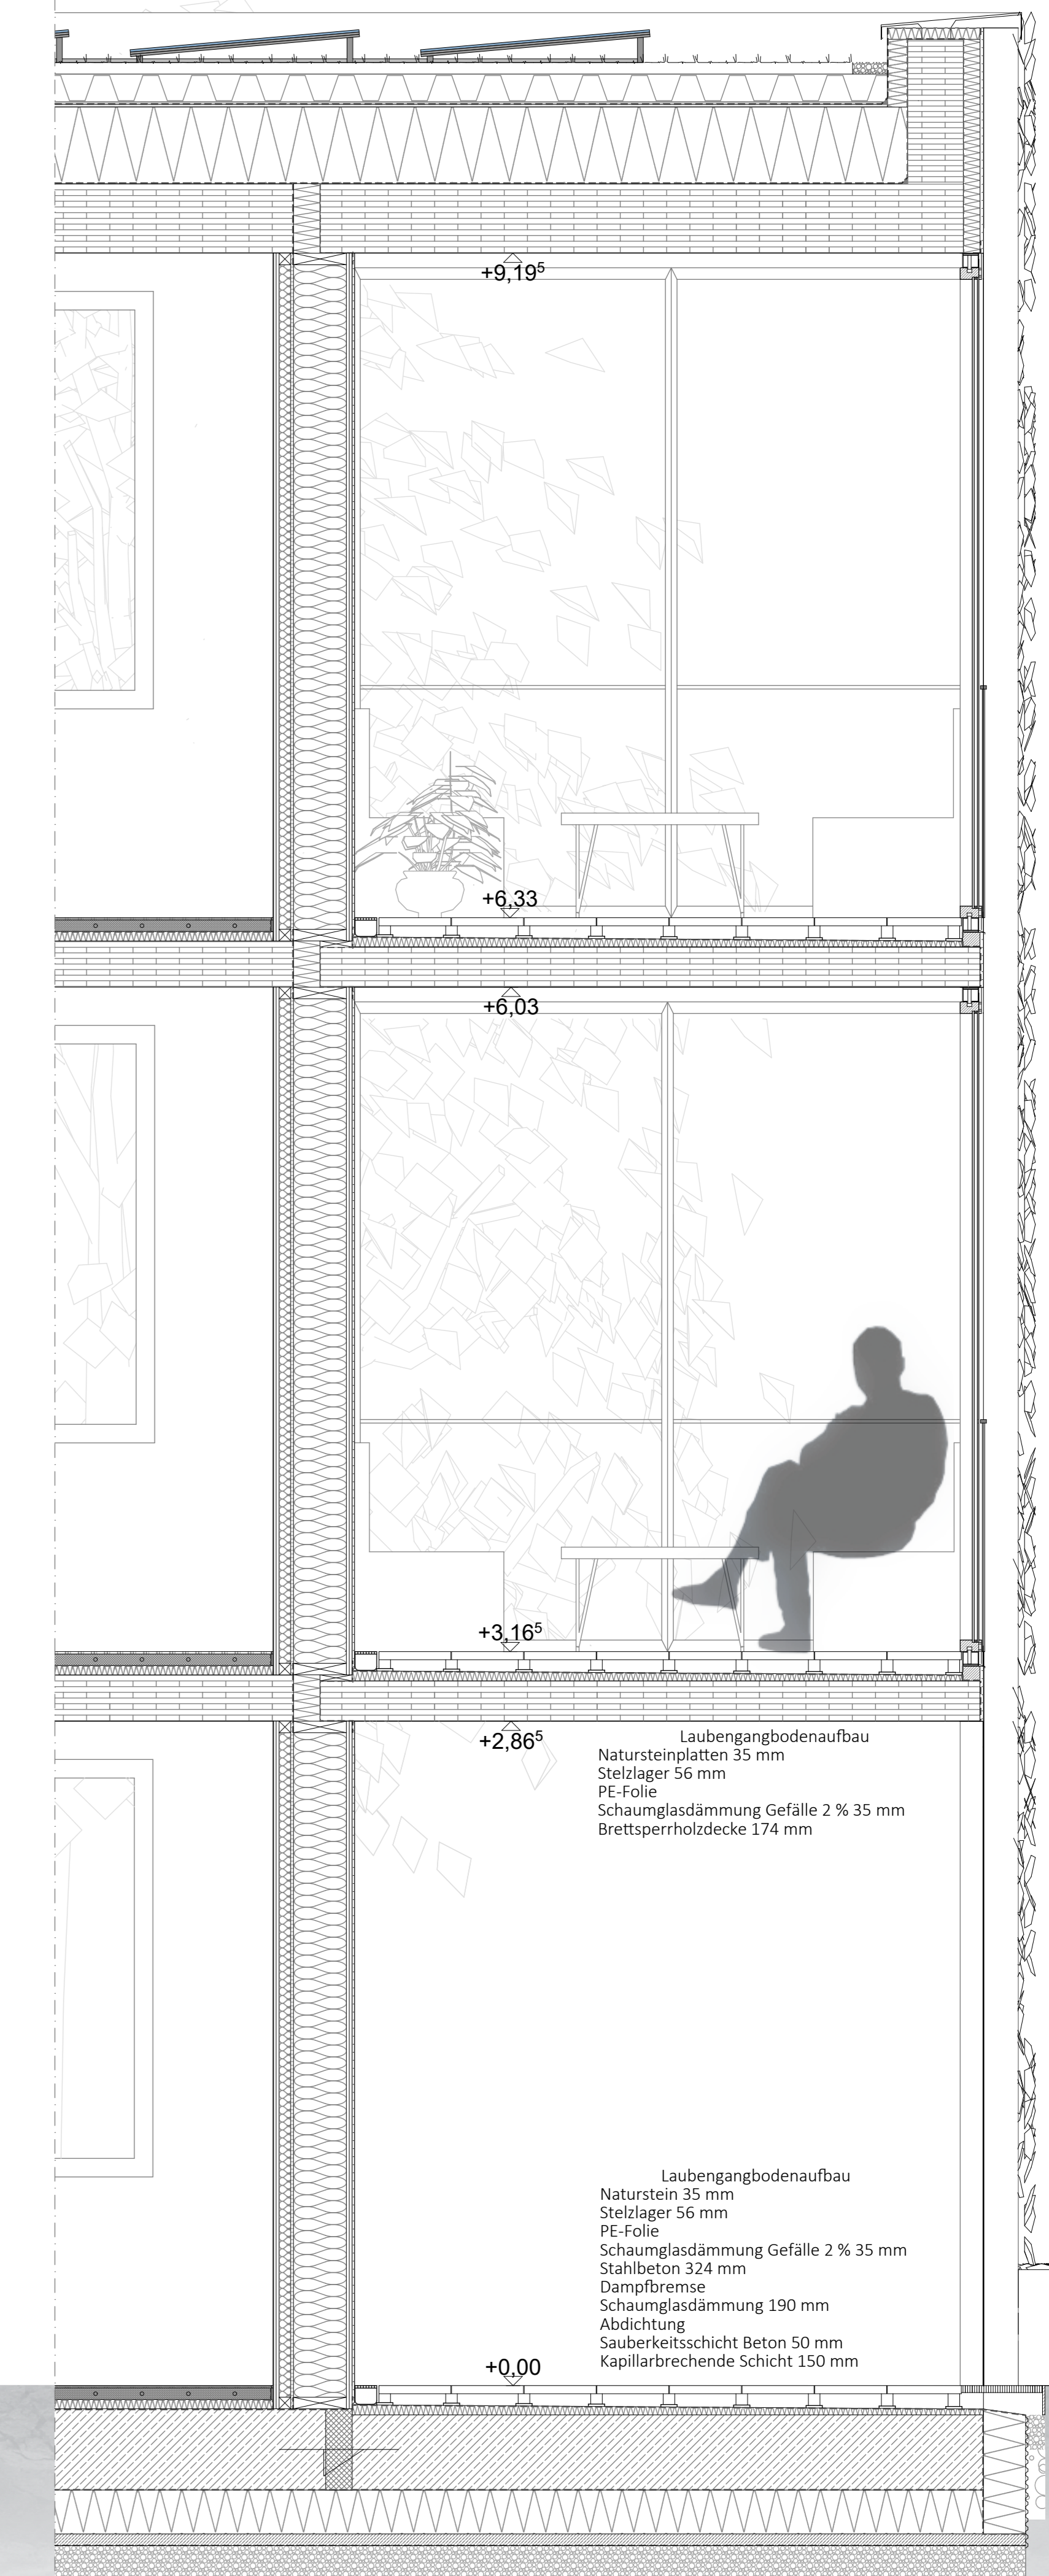 +9,19⁵
+6,33
+6,03
+3,16⁵
+2,86⁵
Laubengangbodenaufbau
Natursteinplatten 35 mm
Stelzlager 56 mm
PE-Folie
Schaumglasdämmung Gefälle 2 % 35 mm
Brettsperrholzdecke 174 mm
Laubengangbodenaufbau
Naturstein 35 mm
Stelzlager 56 mm
PE-Folie
Schaumglasdämmung Gefälle 2 % 35 mm
Stahlbeton 324 mm
Dampfbremse
Schaumglasdämmung 190 mm
Abdichtung
Sauberkeitsschicht Beton 50 mm
Kapillarbrechende Schicht 150 mm
+0,00